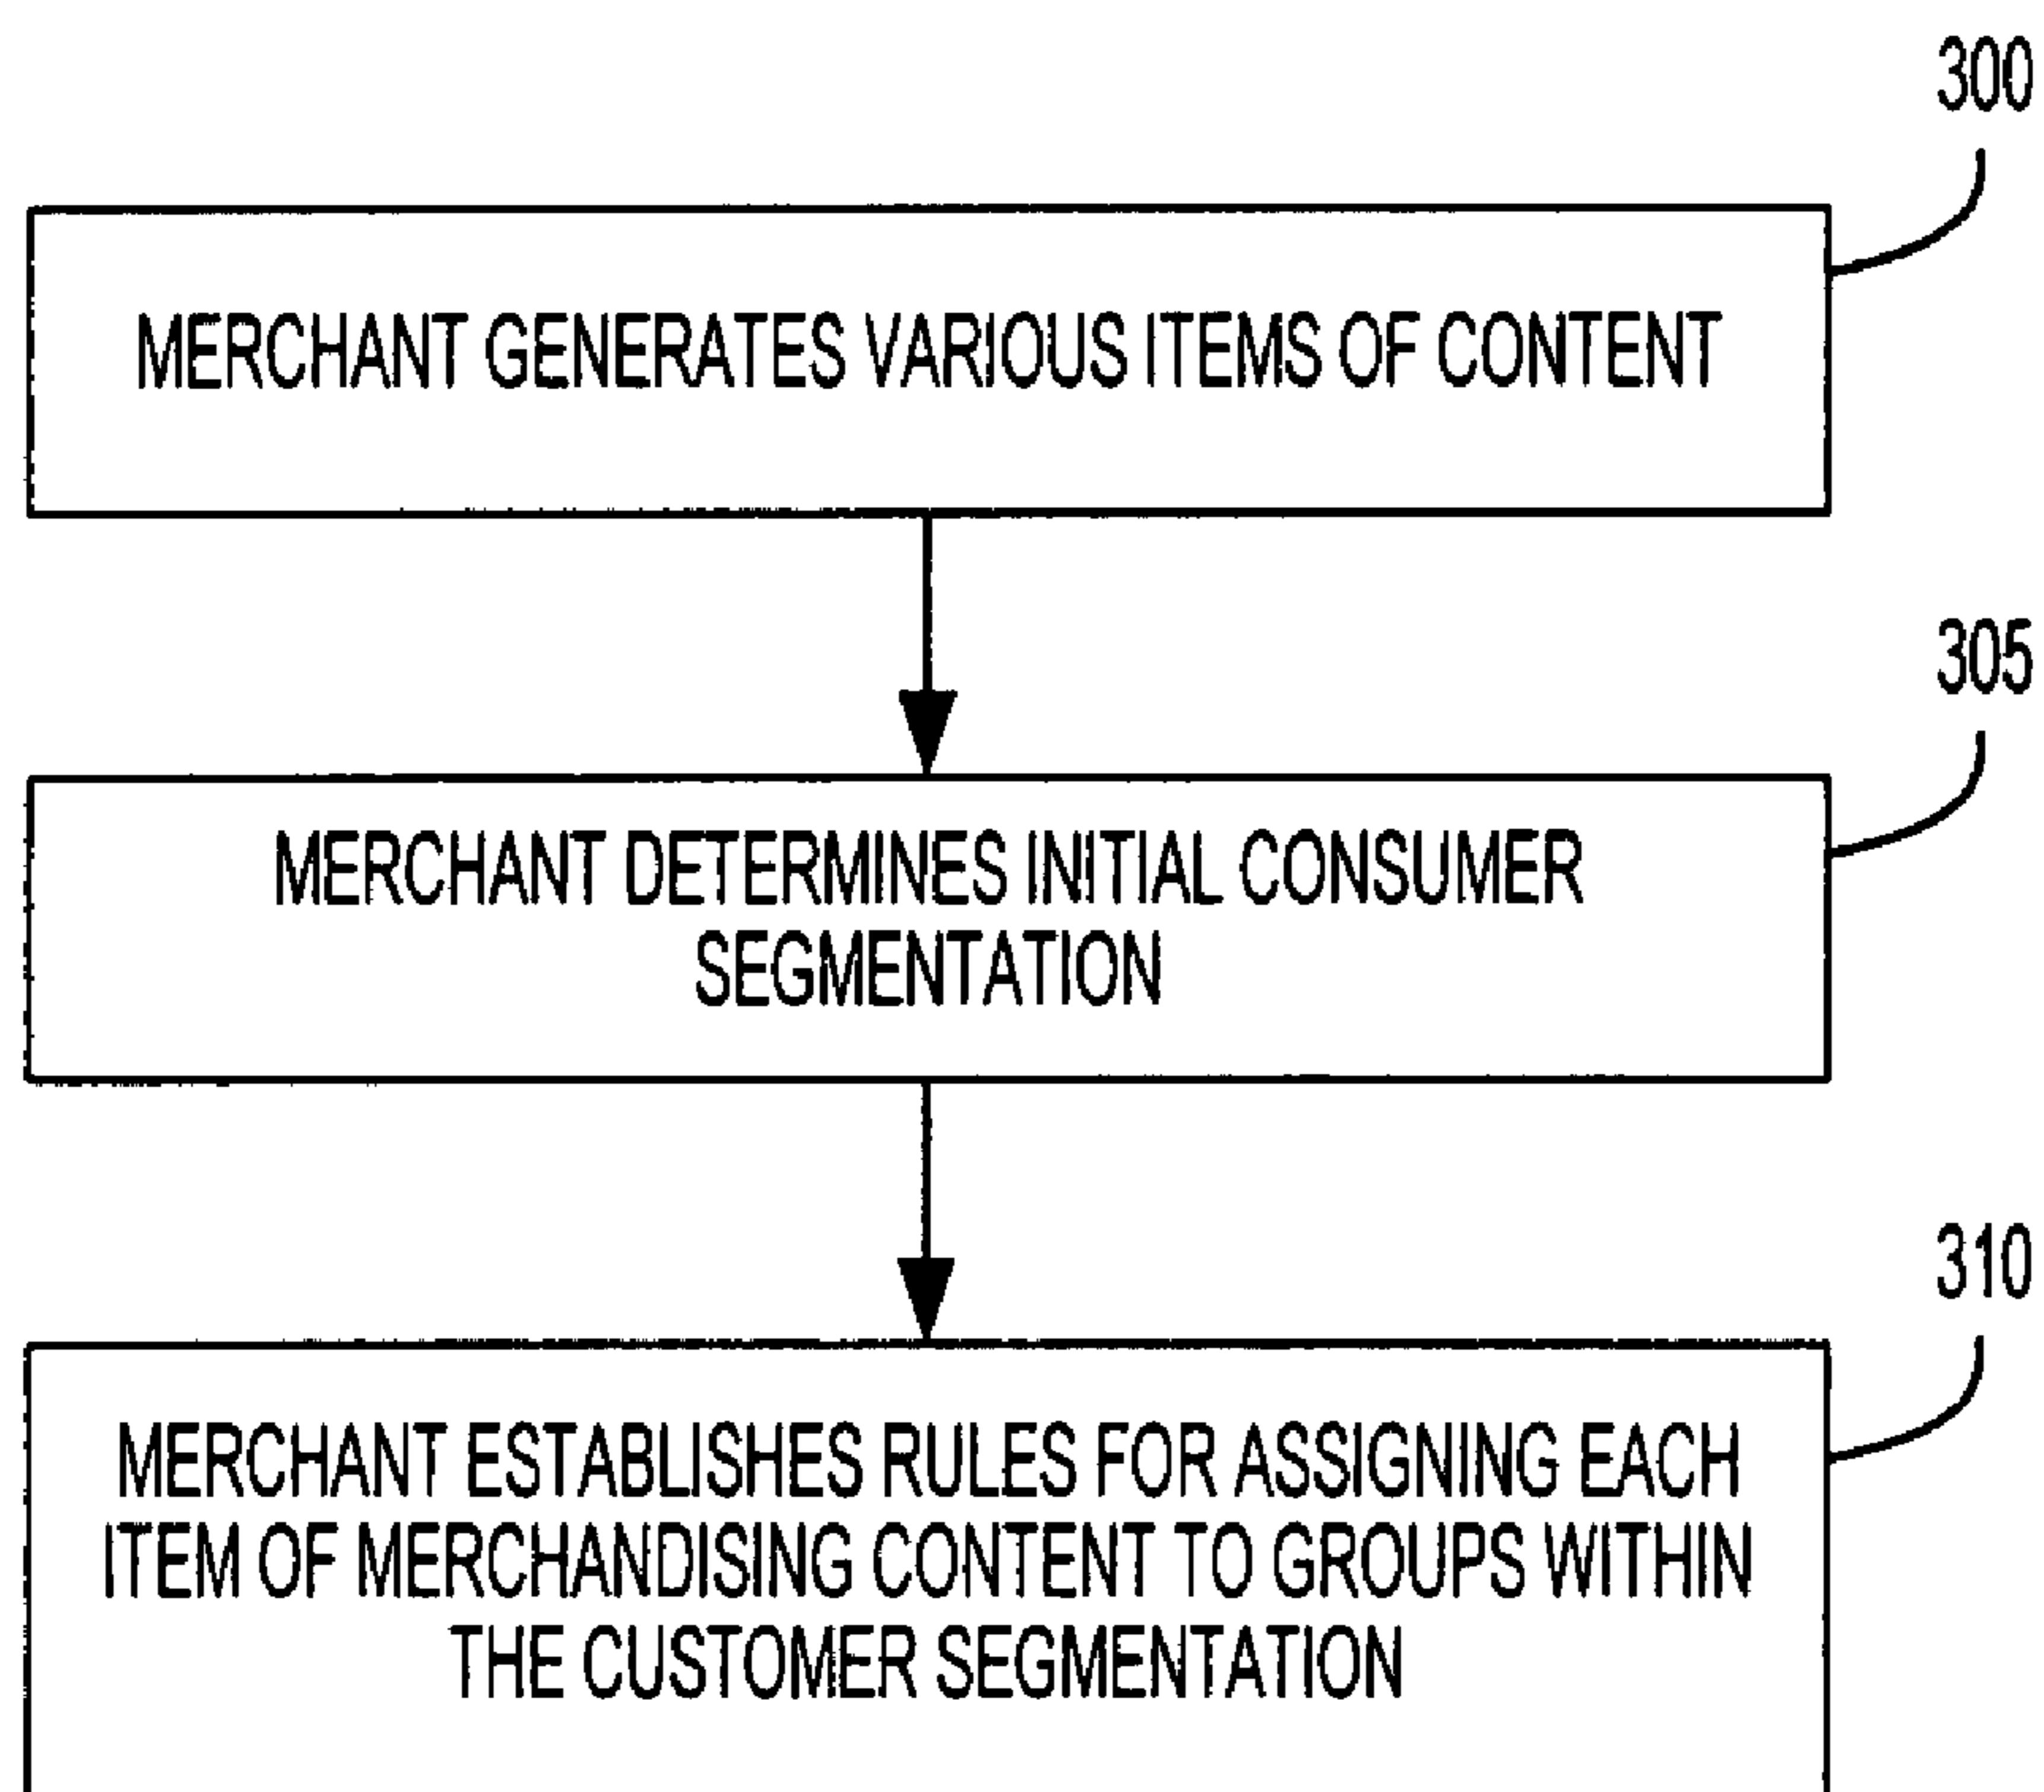 300
MERCHANT GENERATES VARIOUS ITEMS OF CONTENT
305
MERCHANT DETERMINES INITIAL CONSUMER
SEGMENTATION
310
MERCHANT ESTABLISHES RULES FOR ASSIGNING EACH
ITEM OF MERCHANDISING CONTENT TO GROUPS WITHIN
THE CUSTOMER SEGMENTATION